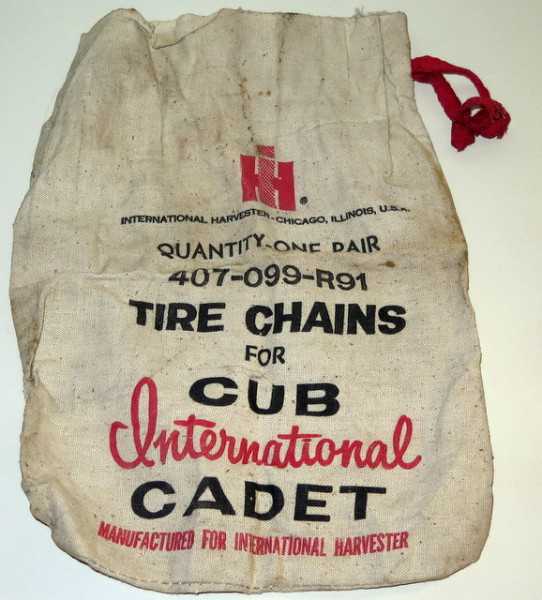 IH ®
INTERNATIONAL HARVESTER-CHICAGO, ILLINOIS, U.S.A.
QUANTITY-ONE PAIR
407-099-R91
TIRE CHAINS
FOR
CUB
International
CADET
MANUFACTURED FOR INTERNATIONAL HARVESTER